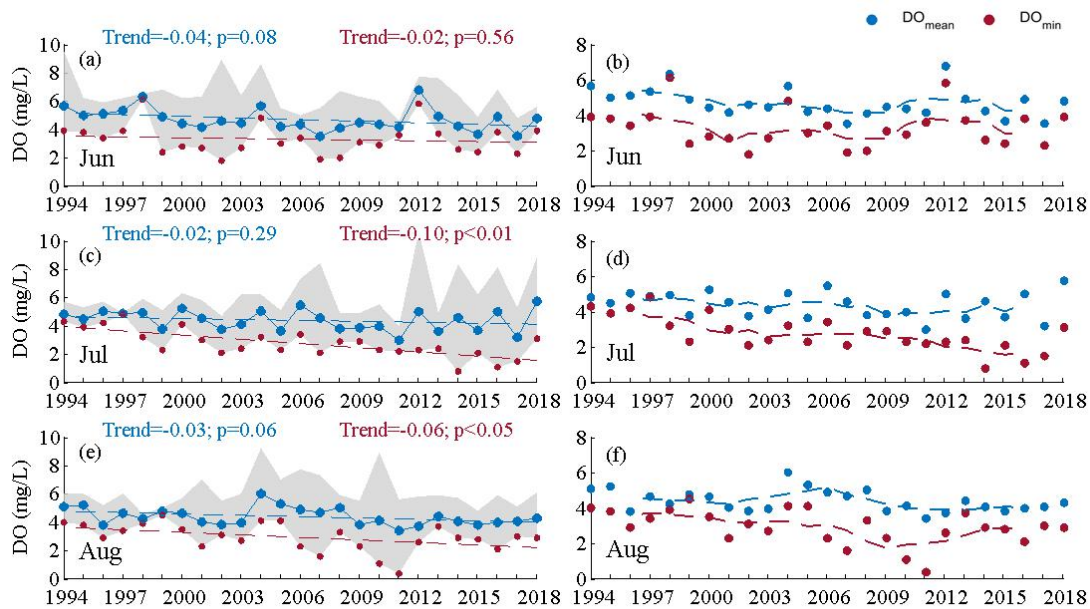 DOmean DOmin
Trend=-0.04; p=0.08 Trend=-0.02; p=0.56
10 (a) 8 (b)
8
6 6
4 4
2 2
0 Jun 0 Jun
DO (mg/L)
1994 1997 2000 2003 2006 2009 2012 2015 2018 1994 1997 2000 2003 2006 2009 2012 2015 2018
Trend=-0.02; p=0.29 Trend=-0.10; p<0.01
10 (c) 8 (d)
8
6 6
4 4
2 2
0 Jul 0 Jul
DO (mg/L)
1994 1997 2000 2003 2006 2009 2012 2015 2018 1994 1997 2000 2003 2006 2009 2012 2015 2018
Trend=-0.03; p=0.06 Trend=-0.06; p<0.05
10 (e) 8 (f)
8
6 6
4 4
2 2
0 Aug 0 Aug
DO (mg/L)
1994 1997 2000 2003 2006 2009 2012 2015 2018 1994 1997 2000 2003 2006 2009 2012 2015 2018